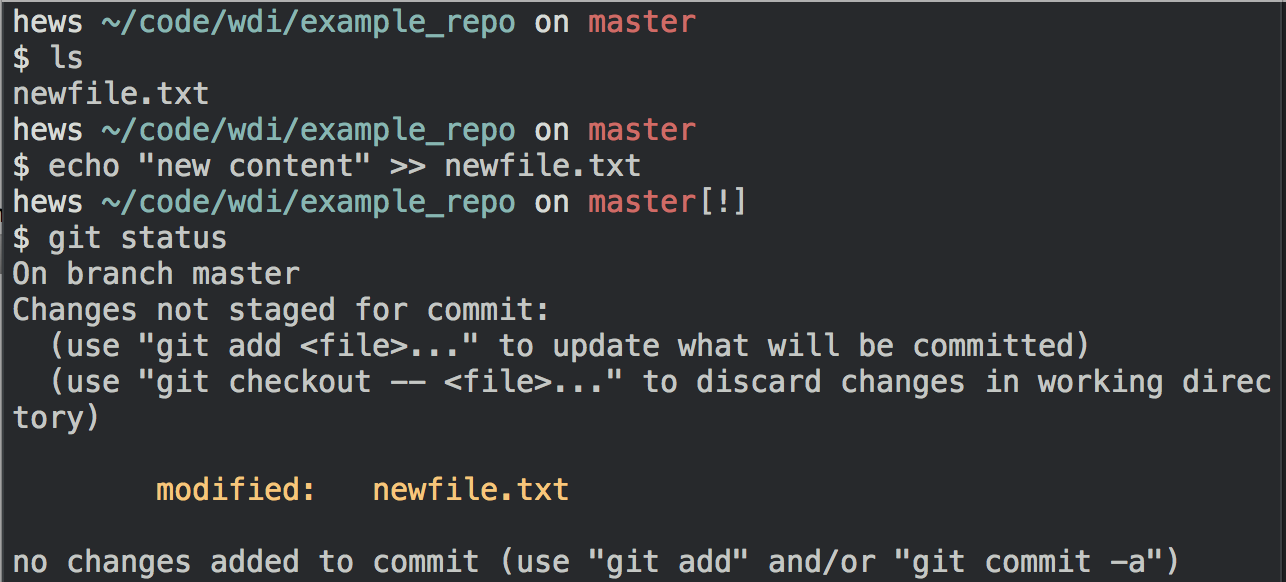 hews ~/code/wdi/example_repo on master
$ ls
newfile.txt
hews ~/code/wdi/example_repo on master
$ echo "new content" >> newfile.txt
hews ~/code/wdi/example_repo on master[!]
$ git status
On branch master
Changes not staged for commit:
  (use "git add <file>..." to update what will be committed)
  (use "git checkout -- <file>..." to discard changes in working direc
tory)
        modified:   newfile.txt
no changes added to commit (use "git add" and/or "git commit -a")